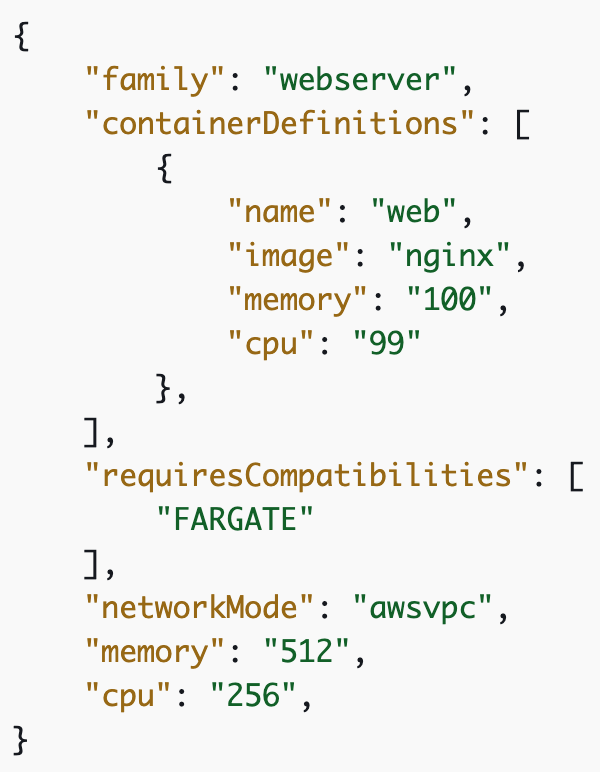 {
    "family": "webserver",
    "containerDefinitions": [
        {
            "name": "web",
            "image": "nginx",
            "memory": "100",
            "cpu": "99"
        },
    ],
    "requiresCompatibilities": [
        "FARGATE"
    ],
    "networkMode": "awsvpc",
    "memory": "512",
    "cpu": "256",
}